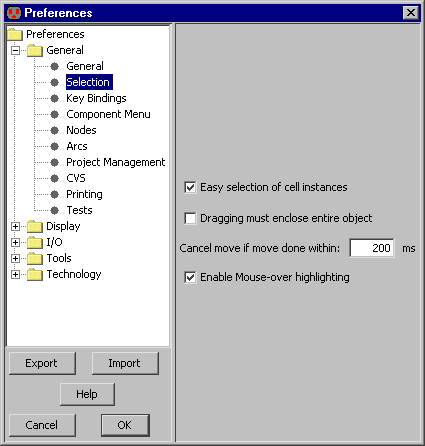 Preferences
Preferences
General
General
Selection
Key Bindings
Component Menu
Nodes
Arcs
Project Management
CVS
Printing
Tests
Display
I/O
Tools
Technology
Easy selection of cell instances
Dragging must enclose entire object
Cancel move if move done within: 200 ms
Enable Mouse-over highlighting
Export Import
Help
Cancel OK